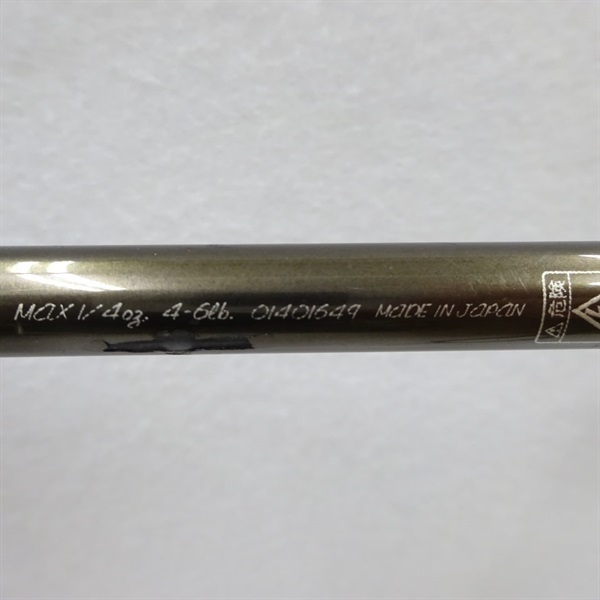 MAX 1/4oz. 4-6lb. 01401649 MADE IN JAPAN
危険